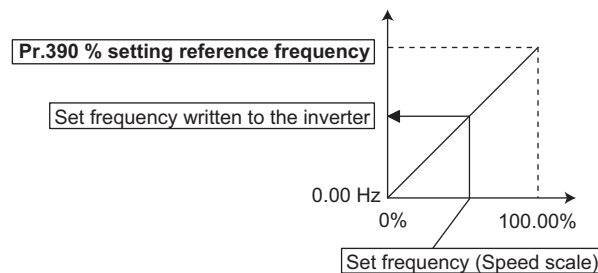 Pr.390 % setting reference frequency
Set frequency written to the inverter
0.00 Hz
0%
100.00%
Set frequency (Speed scale)